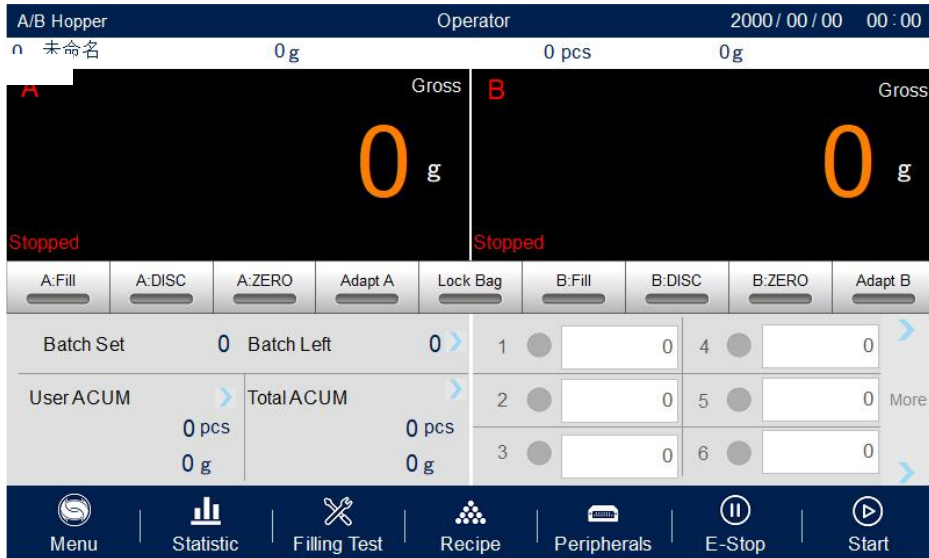 A/B Hopper Operator 2000/00/00 00:00
0 未命名 0 g 0 pcs 0 g
A Gross B Gross
0 g 0 g
Stopped Stopped
A:Fill A:DISC A:ZERO Adapt A Lock Bag B:Fill B:DISC B:ZERO Adapt B
Batch Set 0 Batch Left 0 1 0 4 0
User ACUM Total ACUM 2 0 5 0 More
0 pcs 0 pcs
0 g 0 g 3 0 6 0
Menu Statistic Filling Test Recipe Peripherals E-Stop Start